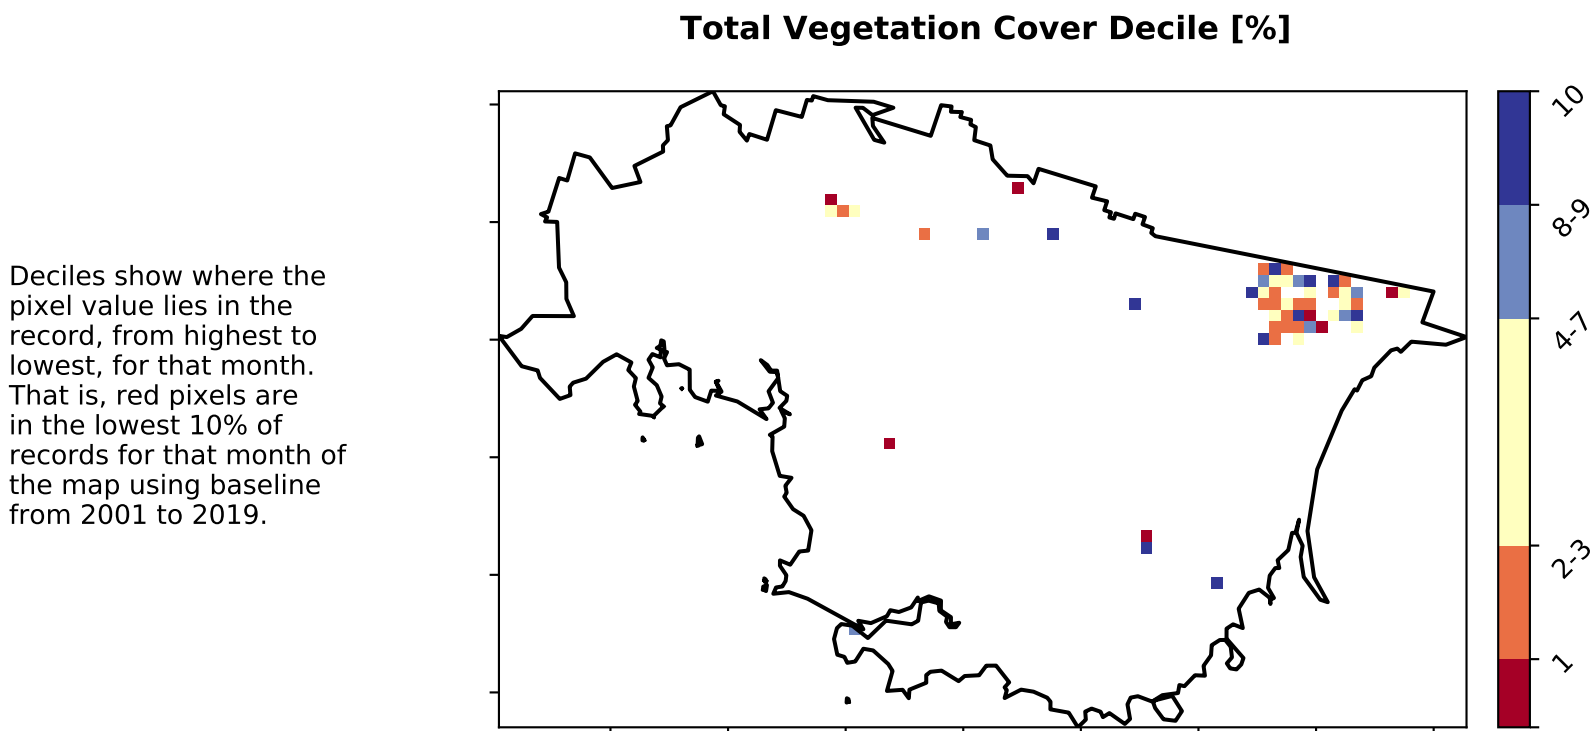 Total Vegetation Cover Decile [%]
Deciles show where the
pixel value lies in the
record, from highest to
lowest, for that month.
That is, red pixels are
in the lowest 10% of
records for that month of
the map using baseline
from 2001 to 2019.
10
8-9
4-7
2-3
1